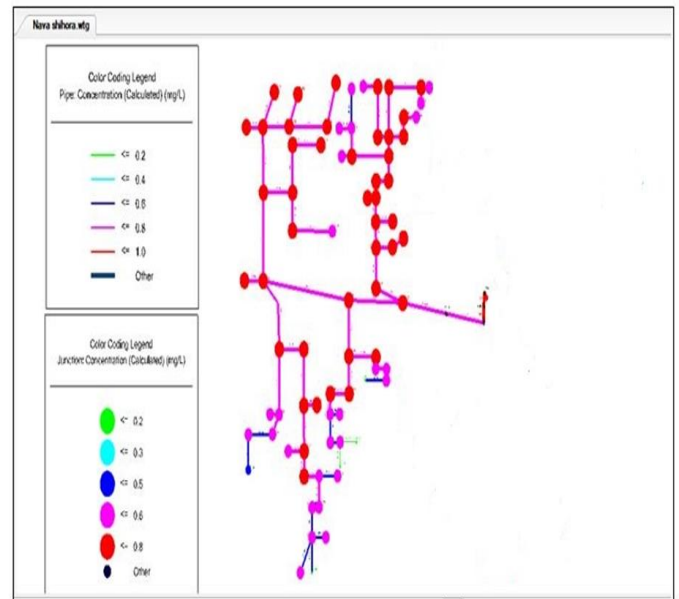 Nava shihora.wtg
Color Coding Legend
Pipe: Concentration (Calculated) (mg/L)
<= 0.2
<= 0.4
<= 0.6
<= 0.8
<= 1.0
Other
Color Coding Legend
Junction: Concentration (Calculated) (mg/L)
<= 0.2
<= 0.3
<= 0.5
<= 0.6
<= 0.8
Other